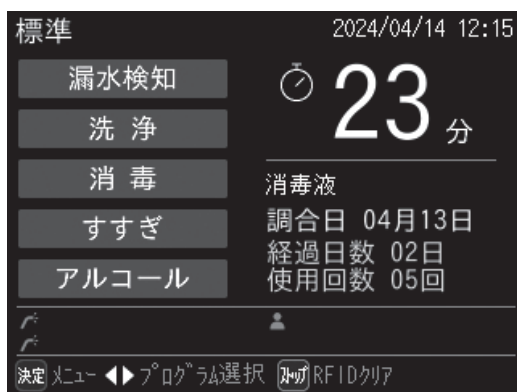 標準 2024/04/14 12:15
漏水検知
洗浄
消毒
すすぎ
アルコール
23分
消毒液
調合日 04月13日
経過日数 02日
使用回数 05回
決定 メニュー ◀▶ プログラム選択 ストップ RFIDクリア